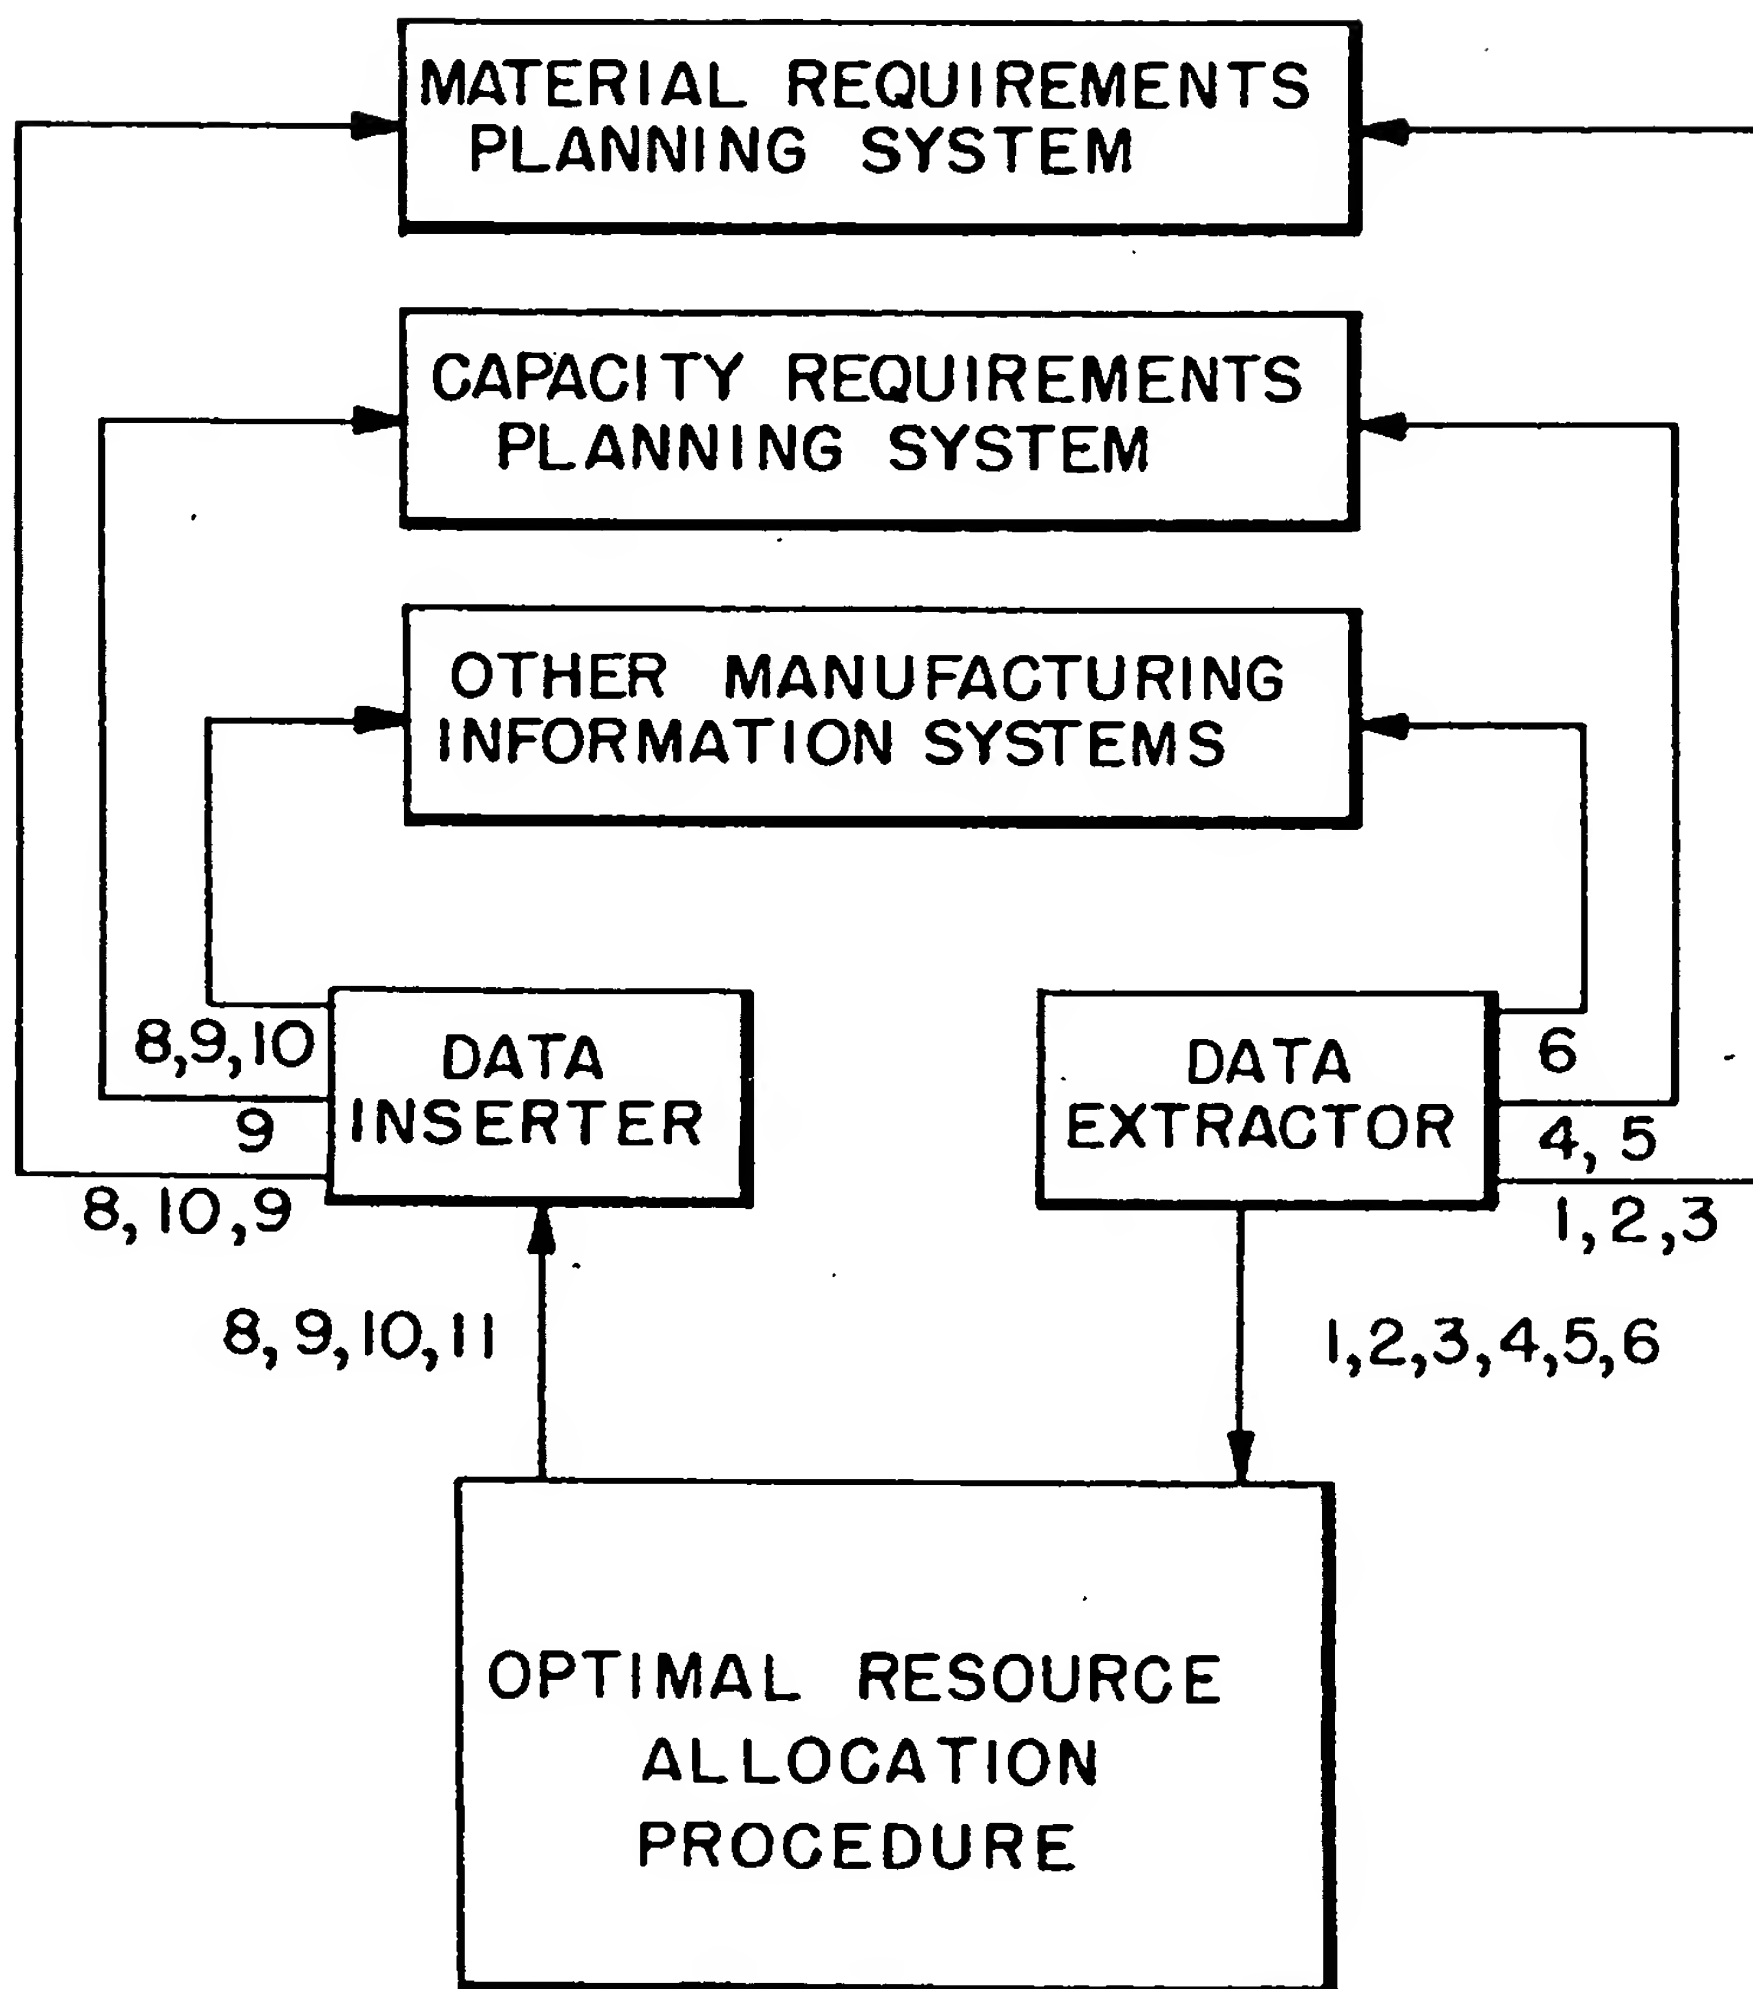 MATERIAL REQUIREMENTS
PLANNING SYSTEM
CAPACITY REQUIREMENTS
PLANNING SYSTEM
OTHER MANUFACTURING
INFORMATION SYSTEMS
8,9,10
9
8,10,9
DATA
INSERTER
DATA
EXTRACTOR
6
4, 5
1,2,3
8,9,10,11
1,2,3,4,5,6
OPTIMAL RESOURCE
ALLOCATION
PROCEDURE